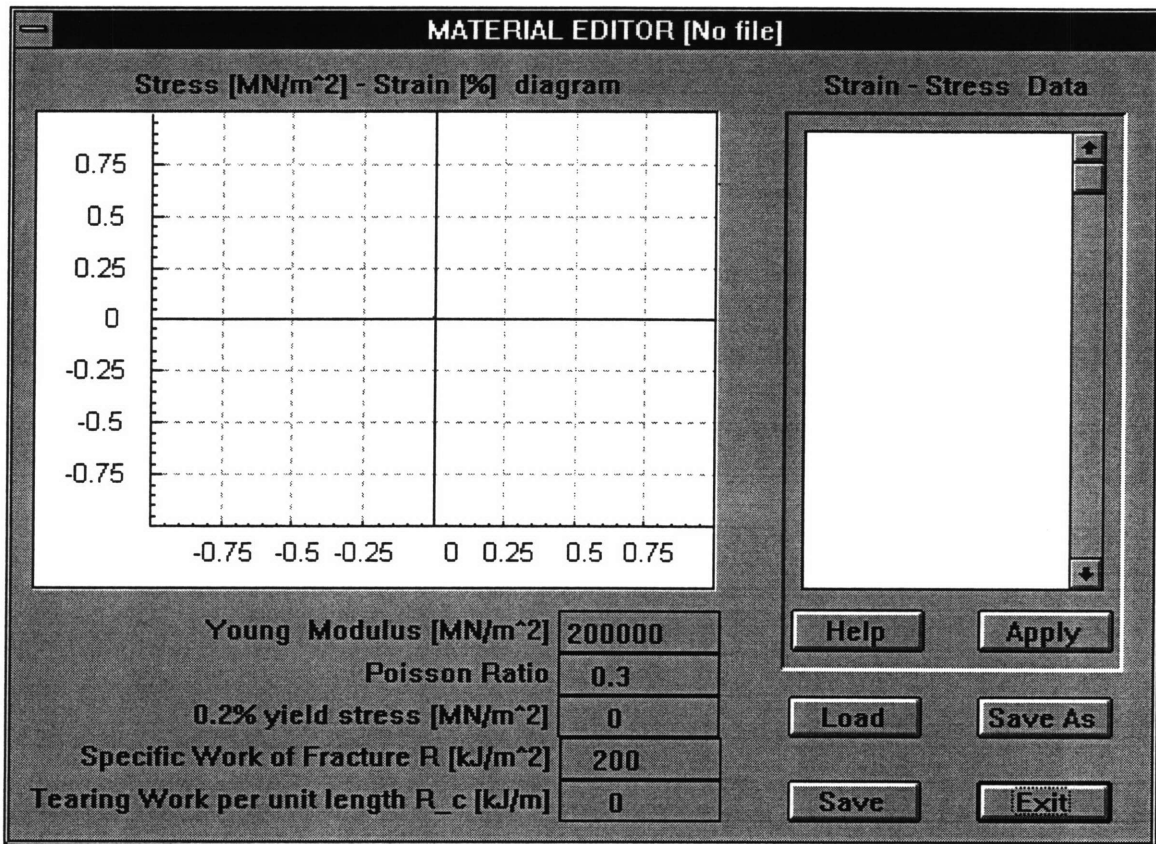 MATERIAL EDITOR [No file]
Stress [MN/m^2] - Strain [%] diagram
0.75
0.5
0.25
0
-0.25
-0.5
-0.75
-0.75 -0.5 -0.25 0 0.25 0.5 0.75
Strain - Stress Data
Help Apply
Young Modulus [MN/m^2] 200000
Poisson Ratio 0.3
0.2% yield stress [MN/m^2] 0
Specific Work of Fracture R [kJ/m^2] 200
Tearing Work per unit length R_c [kJ/m] 0
Load Save As
Save Exit